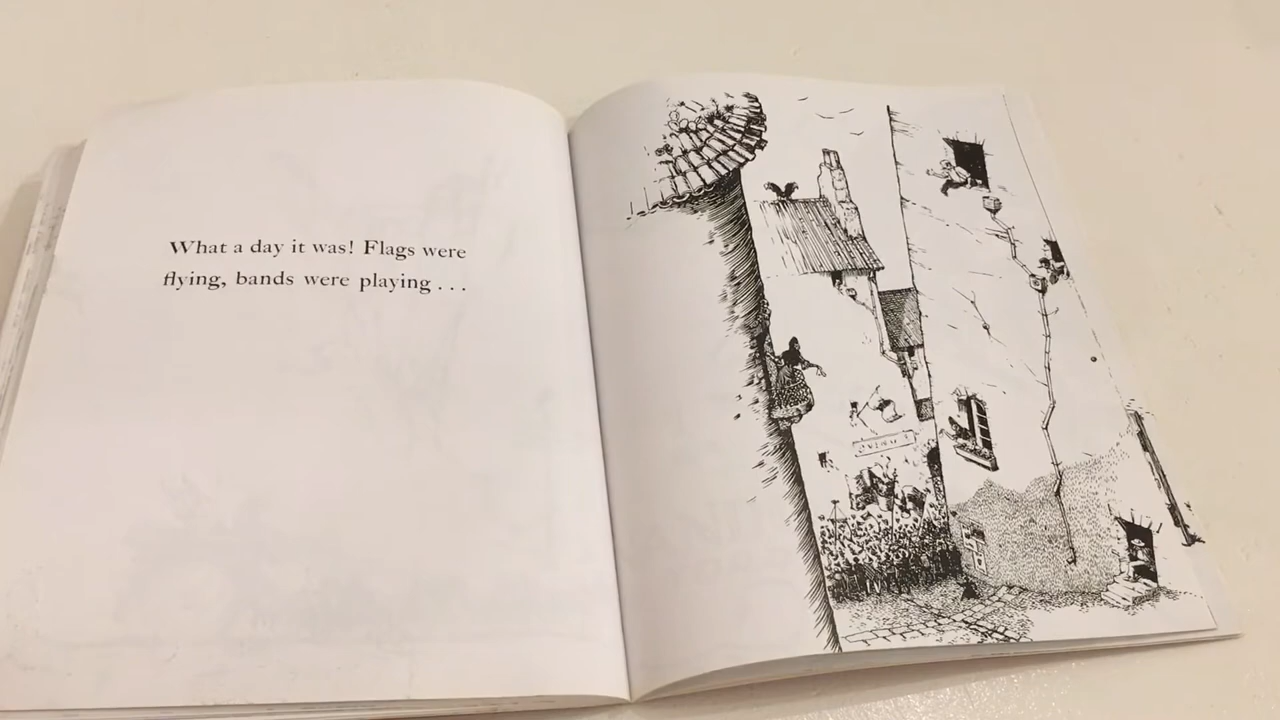 What a day it was! Flags were
flying, bands were playing . . .